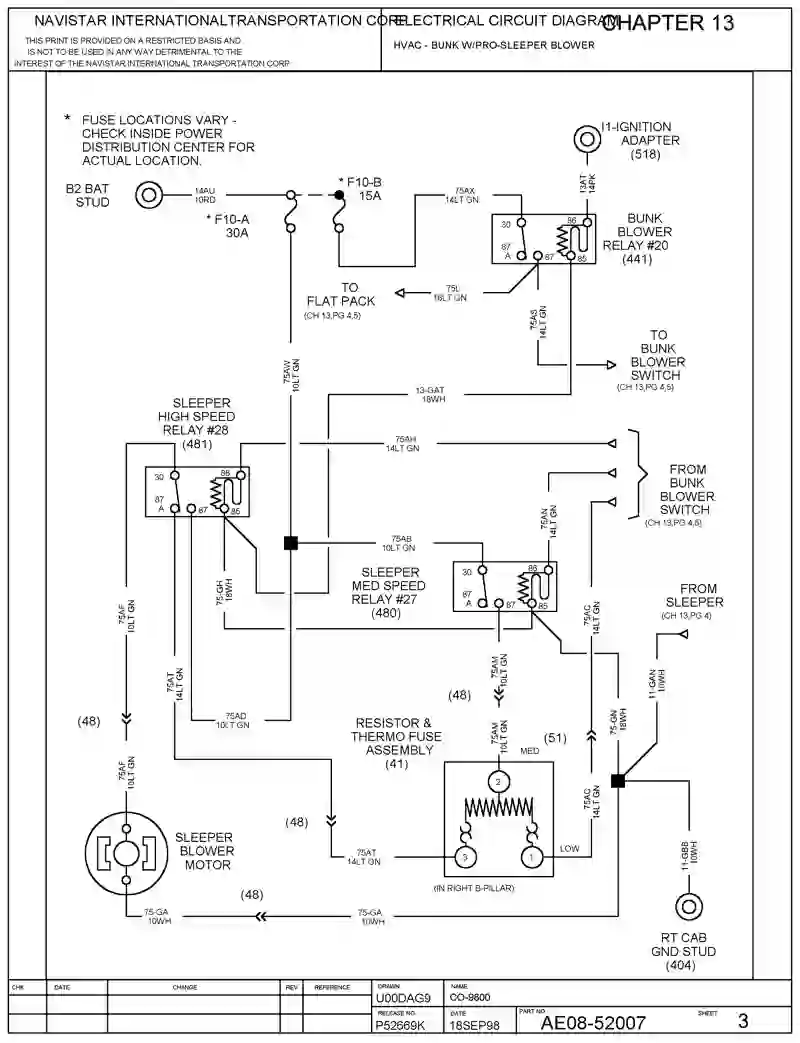 NAVISTAR INTERNATIONALTRANSPORTATION CORP.
ELECTRICAL CIRCUIT DIAGRAM
CHAPTER 13
THIS PRINT IS PROVIDED ON A RESTRICTED BASIS AND
IS NOT TO BE USED IN ANY WAY DETRIMENTAL TO THE
INTEREST OF THE NAVISTAR INTERNATIONAL TRANSPORTATION CORP
HVAC - BUNK W/PRO-SLEEPER BLOWER
* FUSE LOCATIONS VARY -
CHECK INSIDE POWER
DISTRIBUTION CENTER FOR
ACTUAL LOCATION.
I1-IGNITION
ADAPTER
(518)
B2 BAT
STUD
14AU
10RD
* F10-A
30A
* F10-B
15A
75AX
14LT GN
13AT
14PK
30
86
87
A
87
85
BUNK
BLOWER
RELAY #20
(441)
TO
FLAT PACK
(CH 13,PG 4,5)
75L
16LT GN
75AS
14LT GN
TO
BUNK
BLOWER
SWITCH
(CH 13,PG 4,5)
75AW
10LT GN
13-GAT
18WH
SLEEPER
HIGH SPEED
RELAY #28
(481)
75AH
14LT GN
30
86
87
A
87
85
FROM
BUNK
BLOWER
SWITCH
(CH 13,PG 4,5)
75AN
14LT GN
75AB
10LT GN
SLEEPER
MED SPEED
RELAY #27
(480)
30
86
87
A
87
85
75-GH
18WH
75AF
10LT GN
75AC
14LT GN
FROM
SLEEPER
(CH 13,PG 4)
75AT
14LT GN
75AM
10LT GN
11-GAN
10WH
(48)
75AD
10LT GN
(48)
75-GN
18WH
RESISTOR &
THERMO FUSE
ASSEMBLY
(41)
75AM
10LT GN
MED
(51)
75AF
10LT GN
2
75AC
14LT GN
(48)
SLEEPER
BLOWER
MOTOR
75AT
14LT GN
3
1
LOW
11-GBB
10WH
(IN RIGHT B-PILLAR)
(48)
75-GA
10WH
75-GA
10WH
RT CAB
GND STUD
(404)
CHK
DATE
CHANGE
REV
REFERENCE
DRAWN
U00DAG9
NAME
CO-9800
RELEASE NO.
P52669K
DATE
18SEP98
PART NO.
AE08-52007
SHEET
3